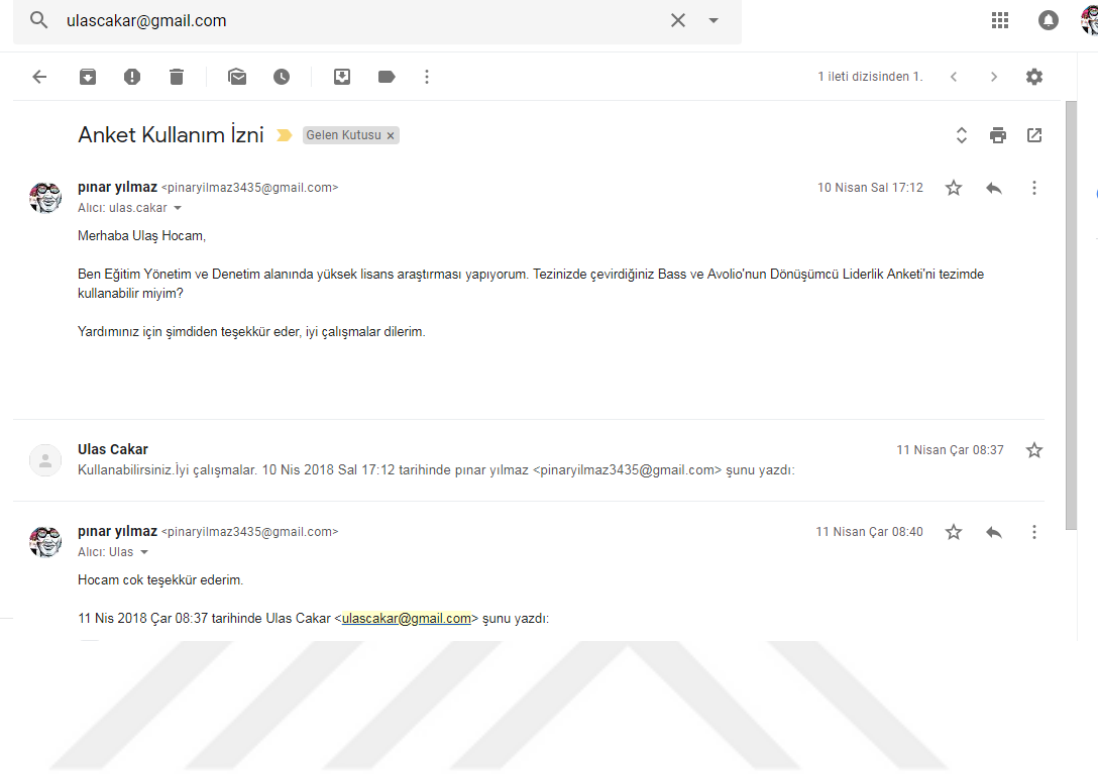 ulascakar@gmail.com
1 ileti dizisinden 1.
Anket Kullanım İzni
Gelen Kutusu x
pınar yılmaz <pinaryilmaz3435@gmail.com>
10 Nisan Sal 17:12
Alıcı: ulas.cakar
Merhaba Ulaş Hocam,
Ben Eğitim Yönetim ve Denetim alanında yüksek lisans araştırması yapıyorum. Tezinizde çevirdiğiniz Bass ve Avolio'nun Dönüşümcü Liderlik Anketi'ni tezimde
kullanabilir miyim?
Yardımınız için şimdiden teşekkür eder, iyi çalışmalar dilerim.
Ulas Cakar
11 Nisan Çar 08:37
Kullanabilirsiniz.İyi çalışmalar. 10 Nis 2018 Sal 17:12 tarihinde pınar yılmaz <pinaryilmaz3435@gmail.com> şunu yazdı:
pınar yılmaz <pinaryilmaz3435@gmail.com>
11 Nisan Çar 08:40
Alıcı: Ulas
Hocam cok teşekkür ederim.
11 Nis 2018 Çar 08:37 tarihinde Ulas Cakar <ulascakar@gmail.com> şunu yazdı: